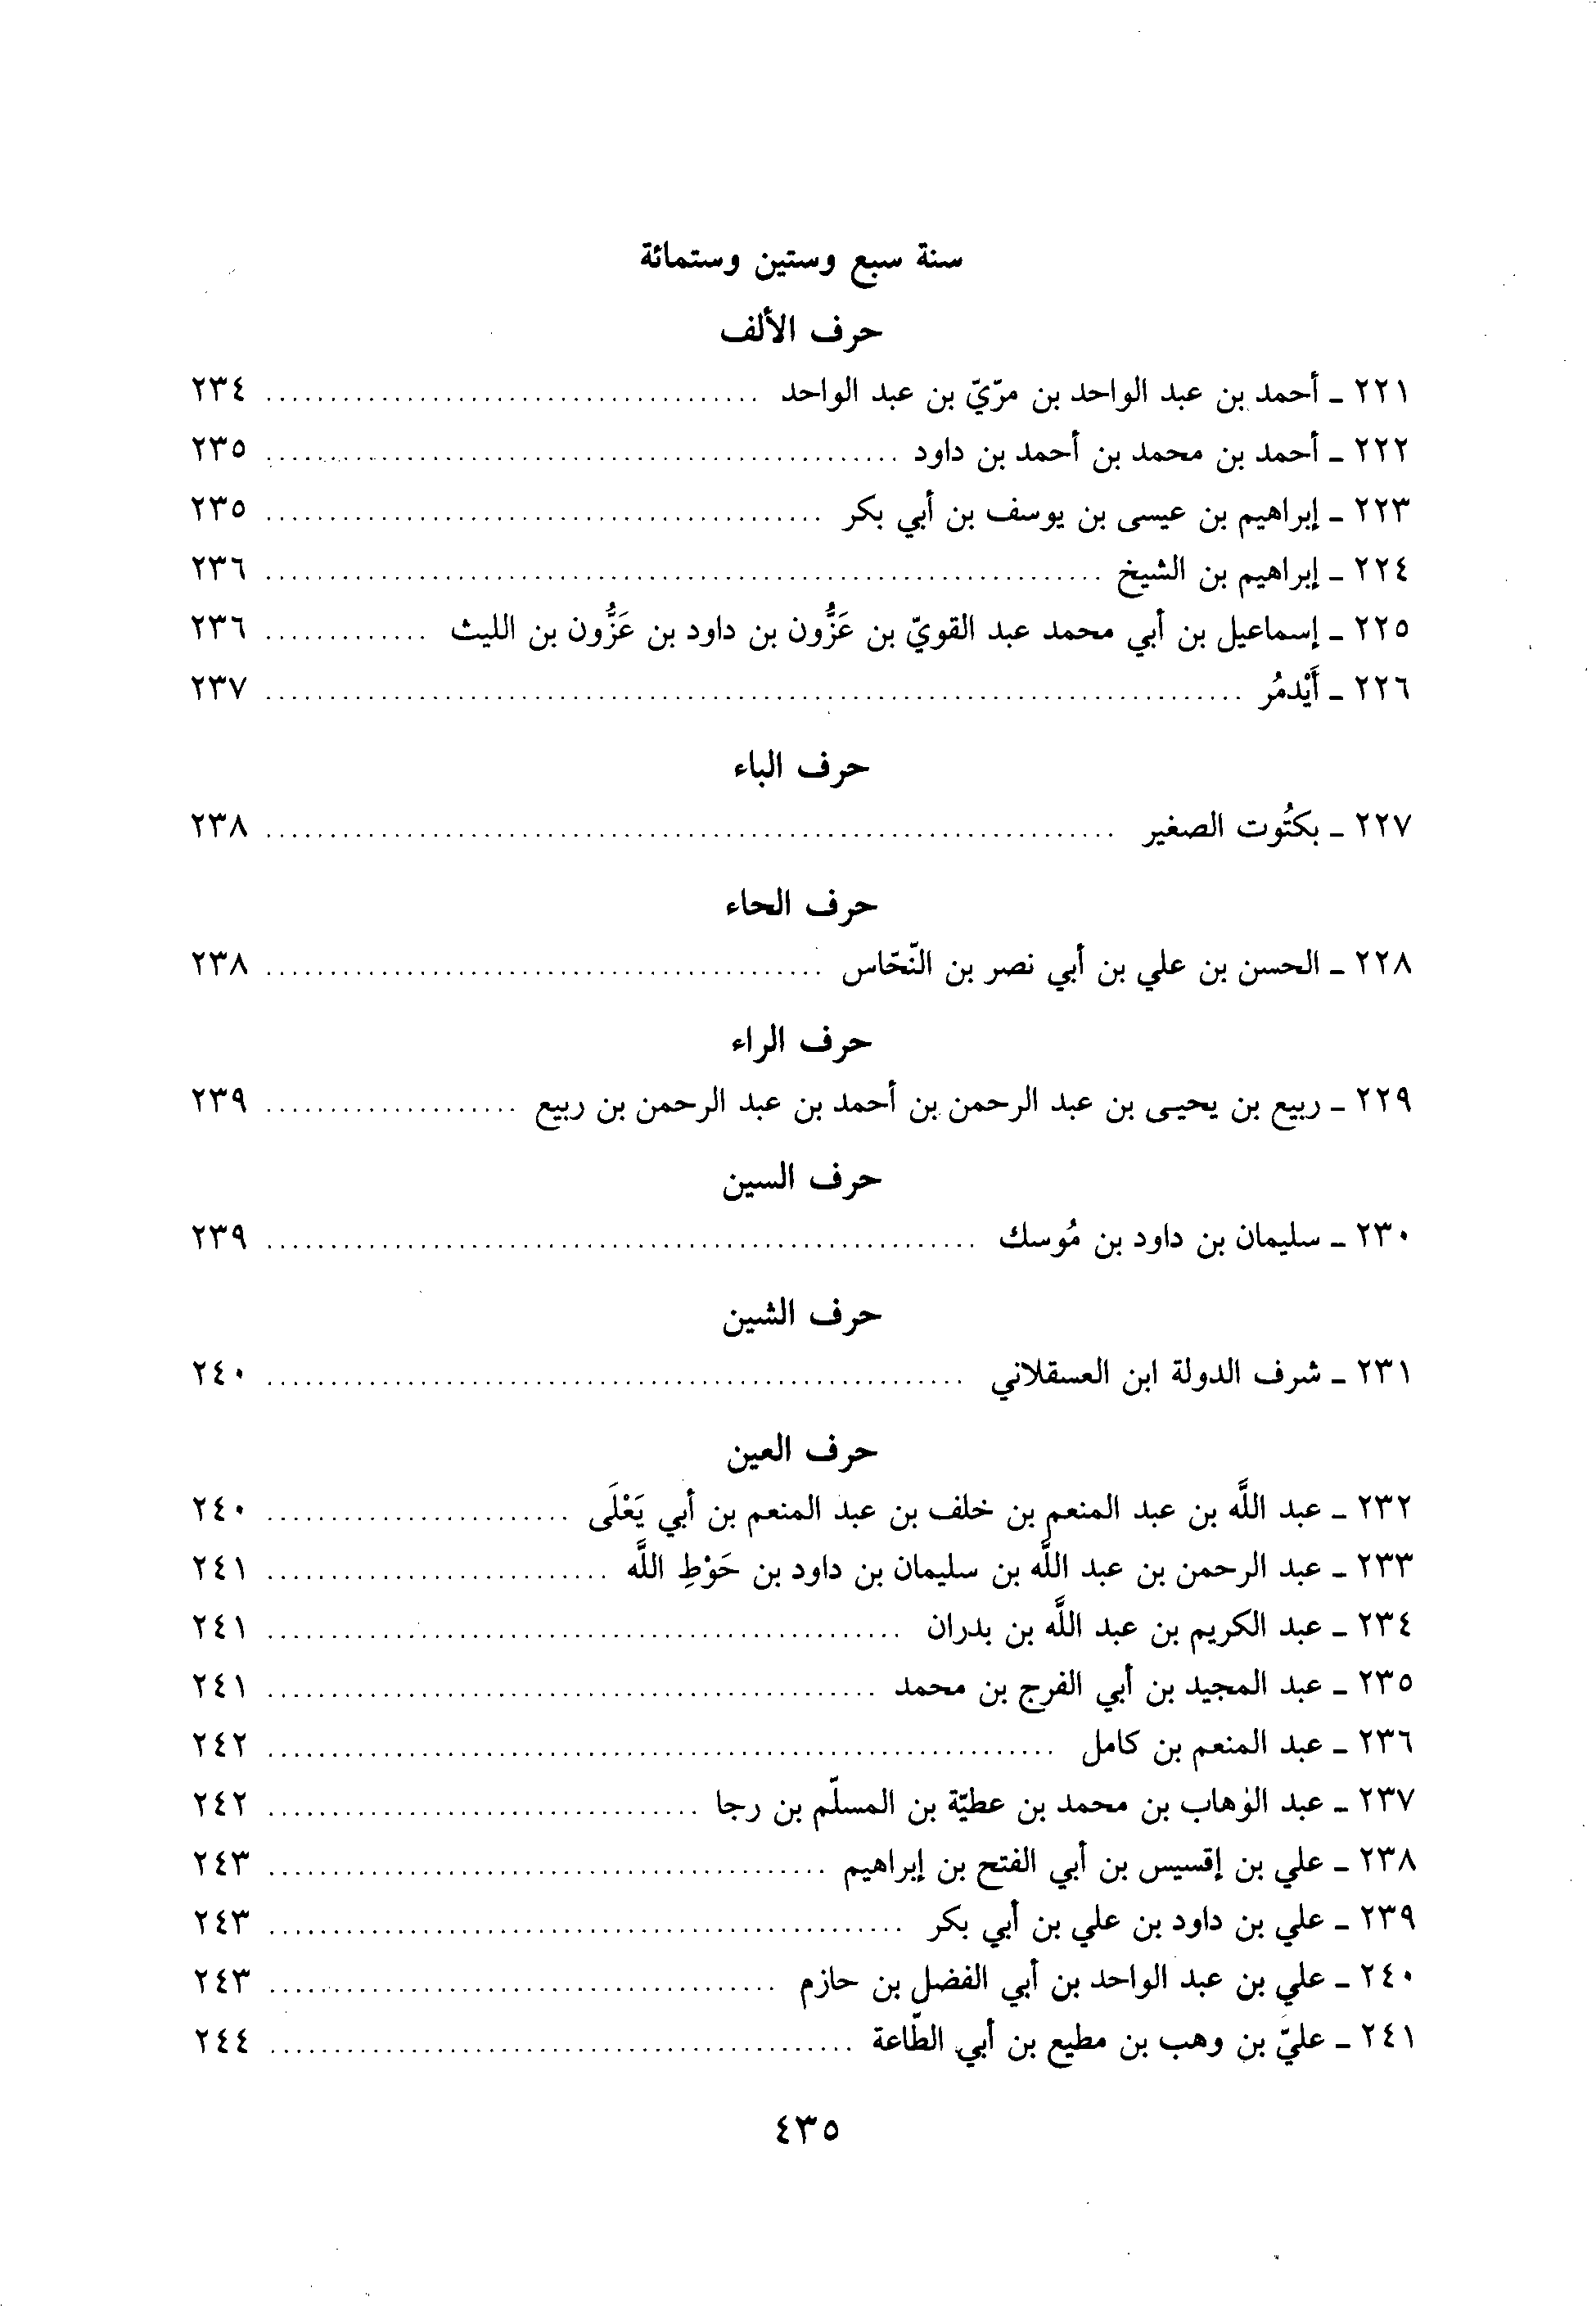 سنة سبع وستين وستمائة
حرف الألف
٢٢١ ـ أحمد بن عبد الواحد بن مرّيّ بن عبد الواحد ........................................ ٢٣٤
٢٢٢ ـ أحمد بن محمد بن أحمد بن داود ........................................ ٢٣٥
٢٢٣ ـ إبراهيم بن عيسى بن يوسف بن أبي بكر ........................................ ٢٣٥
٢٢٤ ـ إبراهيم بن الشيخ ........................................ ٢٣٦
٢٢٥ ـ إسماعيل بن أبي محمد عبد القويّ بن عَزُّون بن داود بن عَزُّون بن الليث ............. ٢٣٦
٢٢٦ ـ أَيْدمُر ........................................ ٢٣٧
حرف الباء
٢٢٧ ـ بكتُوت الصغير ........................................ ٢٣٨
حرف الحاء
٢٢٨ ـ الحسن بن علي بن أبي نصر بن النّحّاس ........................................ ٢٣٨
حرف الراء
٢٢٩ ـ ربيع بن يحيى بن عبد الرحمن بن أحمد بن عبد الرحمن بن ربيع .................... ٢٣٩
حرف السين
٢٣٠ ـ سليمان بن داود بن مُوسك ........................................ ٢٣٩
حرف الشين
٢٣١ ـ شرف الدولة ابن العسقلاني ........................................ ٢٤٠
حرف العين
٢٣٢ ـ عبد اللَّه بن عبد المنعم بن خلف بن عبد المنعم بن أبي يَعْلَى ........................ ٢٤٠
٢٣٣ ـ عبد الرحمن بن عبد اللَّه بن سليمان بن داود بن حَوْطِ اللَّه ........................... ٢٤١
٢٣٤ ـ عبد الكريم بن عبد اللَّه بن بدران ........................................ ٢٤١
٢٣٥ ـ عبد المجيد بن أبي الفرج بن محمد ........................................ ٢٤١
٢٣٦ ـ عبد المنعم بن كامل ........................................ ٢٤٢
٢٣٧ ـ عبد الوهاب بن محمد بن عطيّة بن المسلّم بن رجا .................................. ٢٤٢
٢٣٨ ـ علي بن إقسيس بن أبي الفتح بن إبراهيم ........................................ ٢٤٣
٢٣٩ ـ علي بن داود بن علي بن أبي بكر ........................................ ٢٤٣
٢٤٠ ـ علي بن عبد الواحد بن أبي الفضل بن حازم ........................................ ٢٤٣
٢٤١ ـ عليّ بن وهب بن مطيع بن أبي الطّاعة ........................................ ٢٤٤
٤٣٥